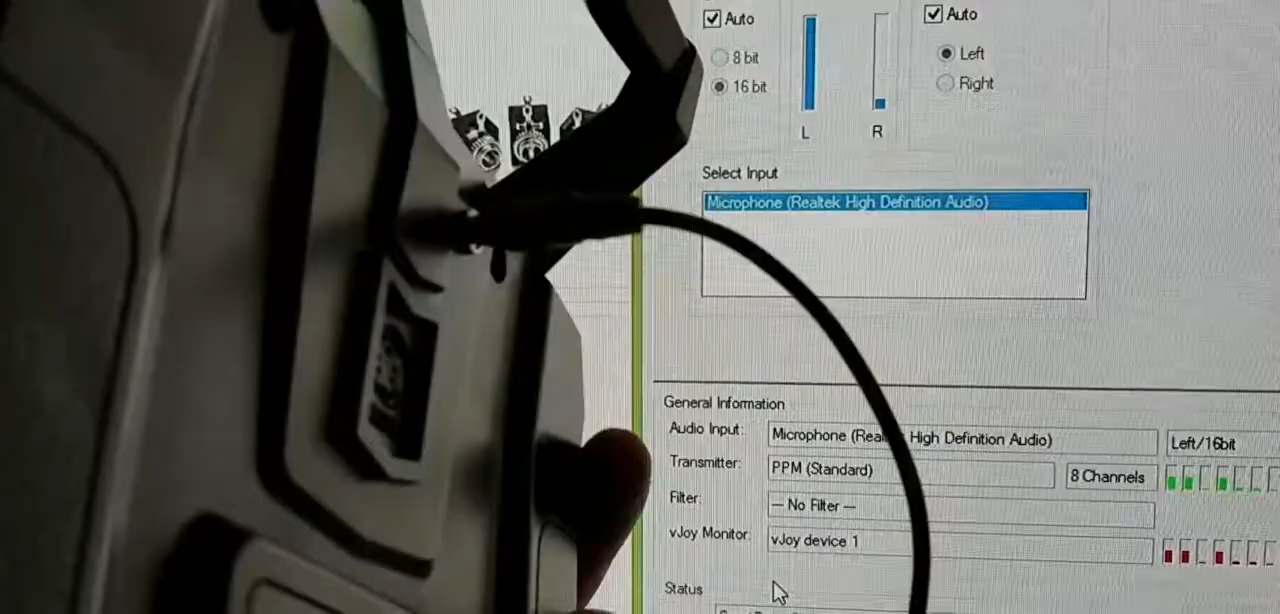 Auto
Auto
8 bit
Left
16 bit
Right
L
R
Select Input
Microphone (Realtek High Definition Audio)
General Information
Audio Input:
Microphone (Real High Definition Audio)
Left/16bit
Transmitter:
PPM (Standard)
8 Channels
Filter:
-- No Filter --
vJoy Monitor:
vJoy device 1
Status